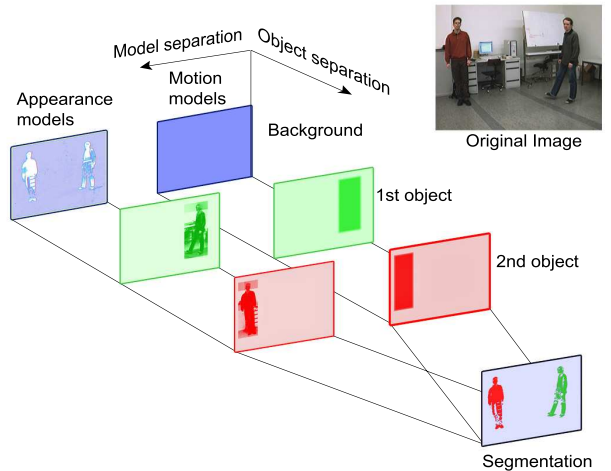 Model separation
Object separation
Appearance
models
Motion
models
Background
Original Image
1st object
2nd object
Segmentation